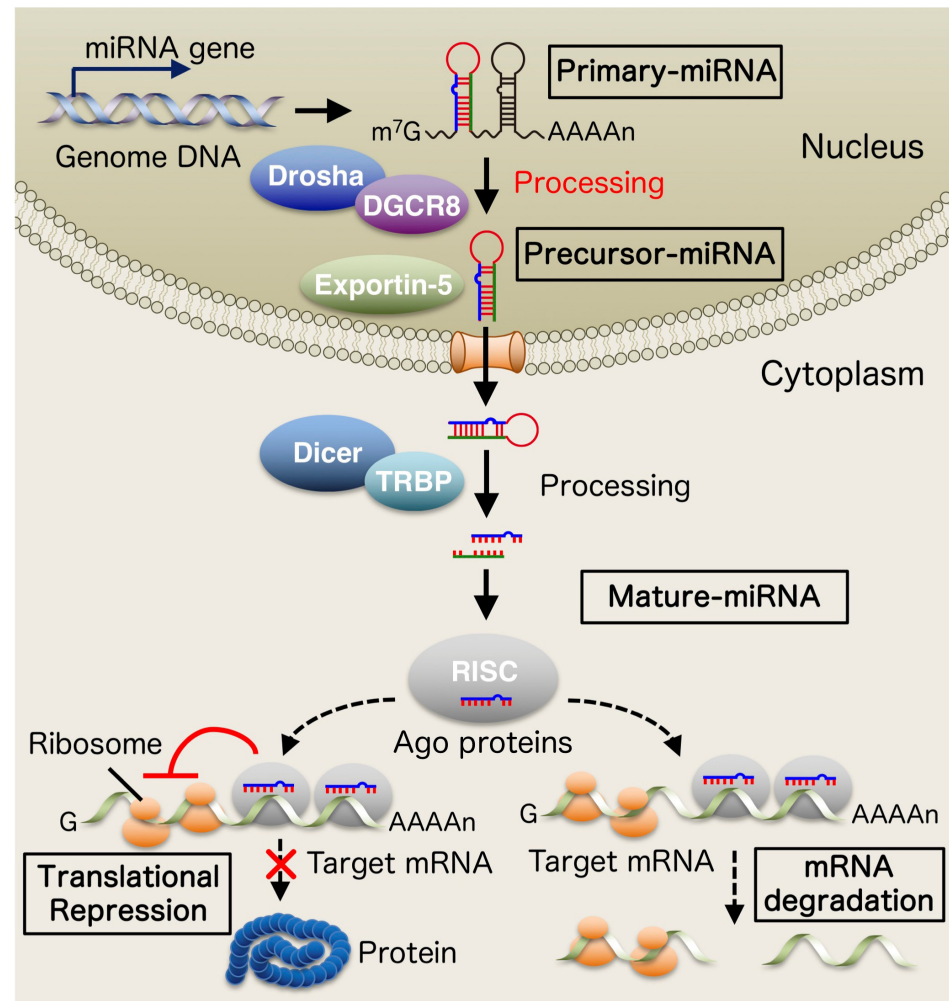 miRNA gene
Genome DNA
m⁷G
AAAAn
Primary-miRNA
Nucleus
Drosha
DGCR8
Processing
Precursor-miRNA
Exportin-5
Cytoplasm
Dicer
TRBP
Processing
Mature-miRNA
RISC
Ago proteins
Ribosome
G
AAAAn
Target mRNA
Translational
Repression
Protein
G
AAAAn
Target mRNA
mRNA
degradation